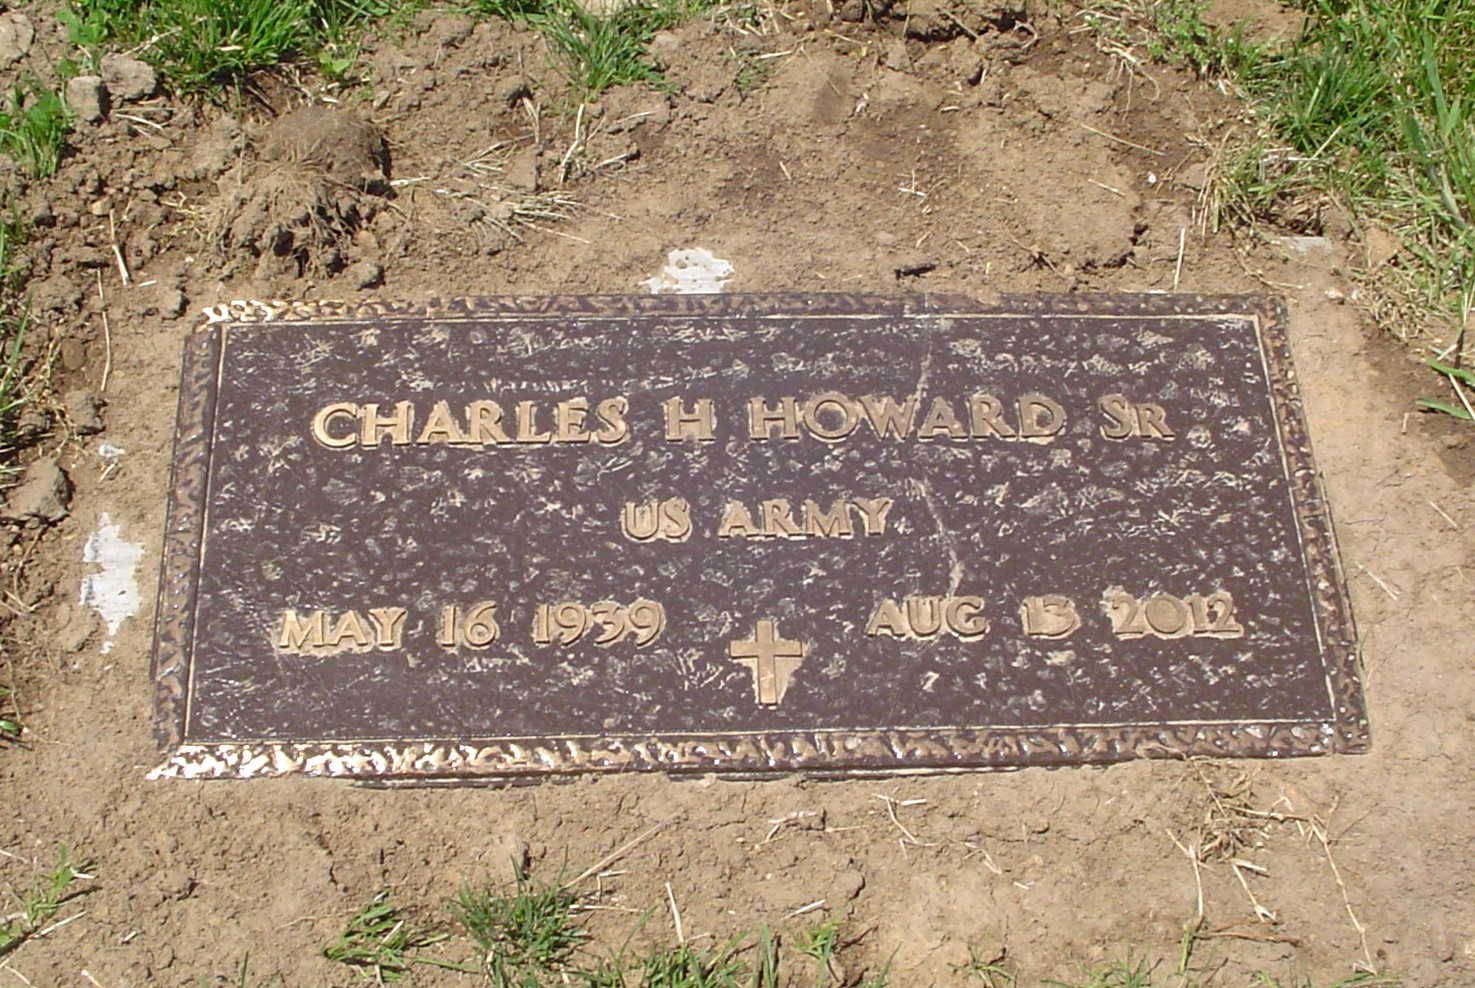 CHARLES H HOWARD SR
US ARMY
MAY 16 1939 AUG 13 2012